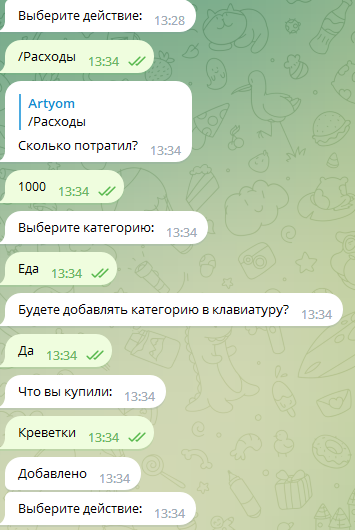 Выберите действие: 13:28
/Расходы 13:34
Artyom
/Расходы
Сколько потратил? 13:34
1000 13:34
Выберите категорию: 13:34
Еда 13:34
Будете добавлять категорию в клавиатуру? 13:34
Да 13:34
Что вы купили: 13:34
Креветки 13:34
Добавлено 13:34
Выберите действие: 13:34